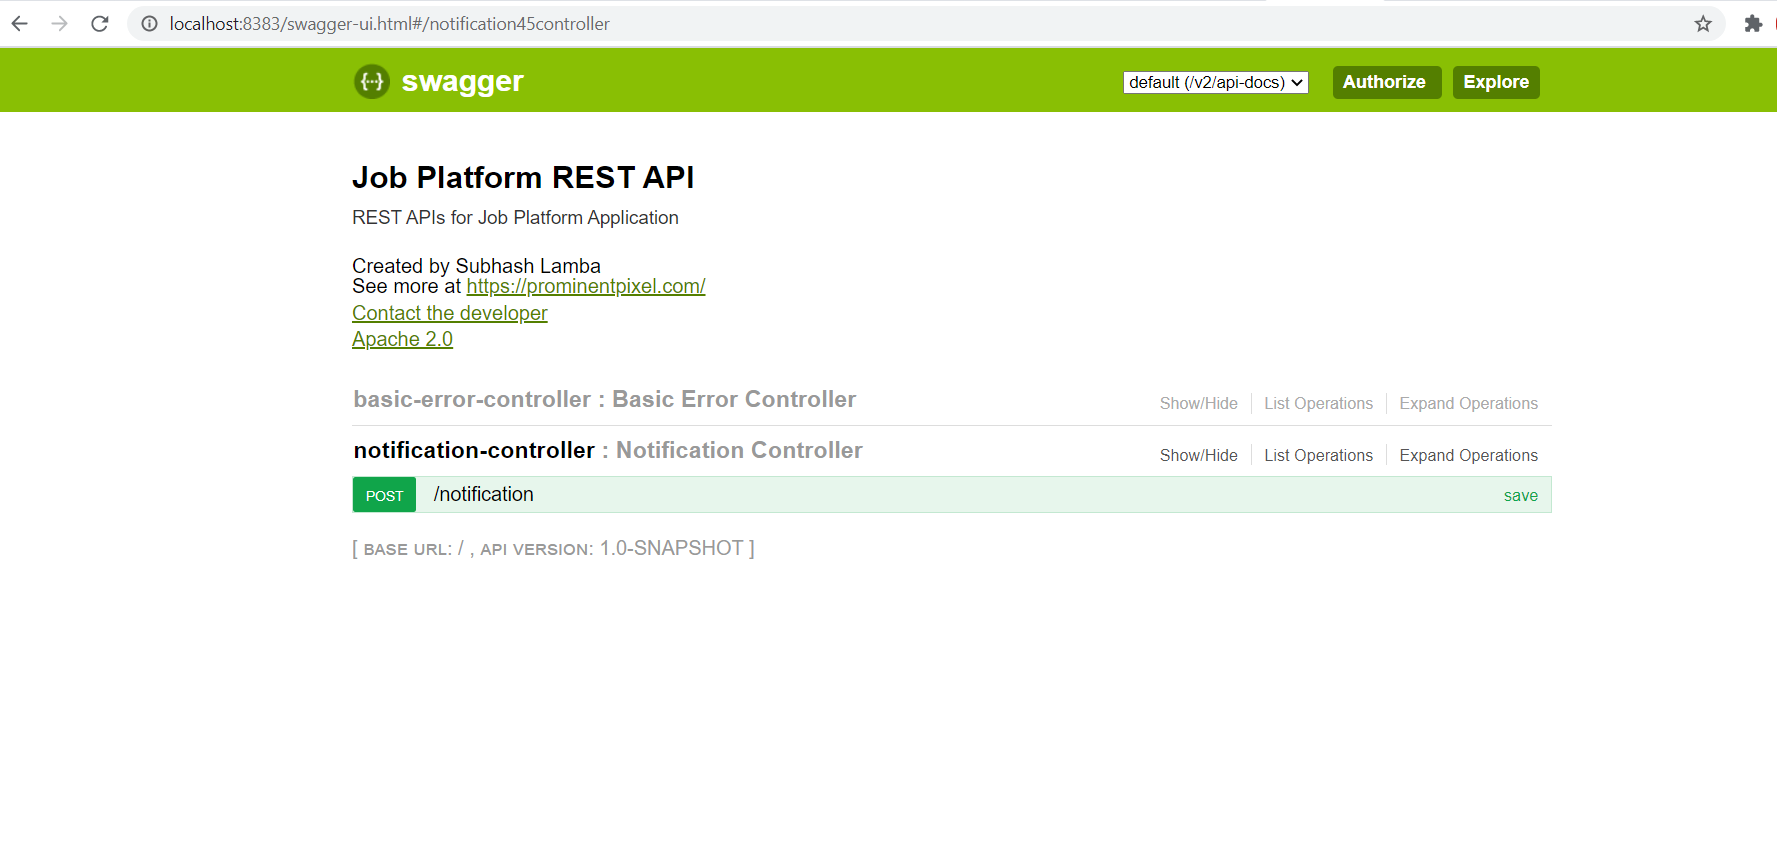 localhost:8383/swagger-ui.html#/notification45controller
{···} swagger default (/v2/api-docs) Authorize Explore
Job Platform REST API
REST APIs for Job Platform Application
Created by Subhash Lamba
See more at https://prominentpixel.com/
Contact the developer
Apache 2.0
basic-error-controller : Basic Error Controller Show/Hide List Operations Expand Operations
notification-controller : Notification Controller Show/Hide List Operations Expand Operations
POST /notification save
[ BASE URL: / , API VERSION: 1.0-SNAPSHOT ]